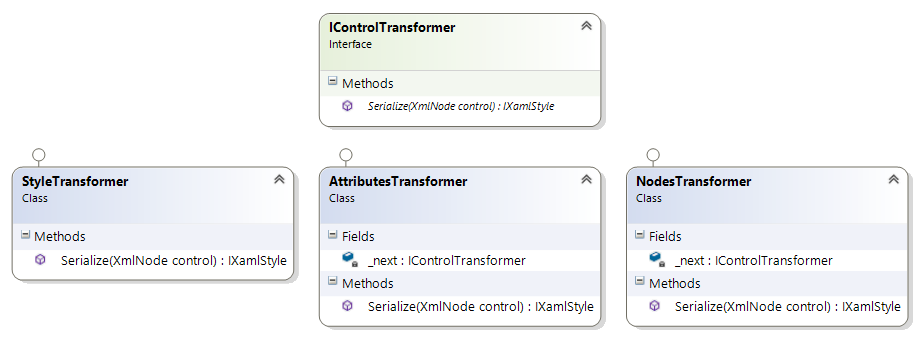 IControlTransformer
Interface
Methods
Serialize(XmlNode control) : IXamlStyle
StyleTransformer
Class
Methods
Serialize(XmlNode control) : IXamlStyle
AttributesTransformer
Class
Fields
_next : IControlTransformer
Methods
Serialize(XmlNode control) : IXamlStyle
NodesTransformer
Class
Fields
_next : IControlTransformer
Methods
Serialize(XmlNode control) : IXamlStyle